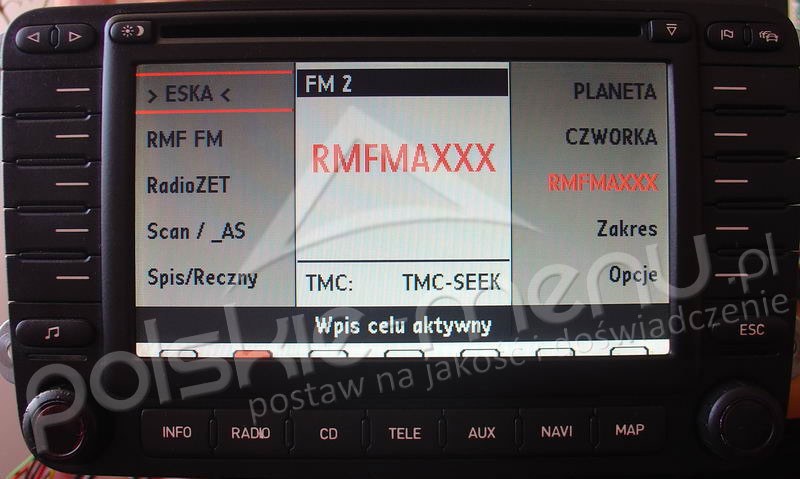 > ESKA <
RMF FM
RadioZET
Scan / _AS
Spis/Reczny
FM 2
RMFMAXXX
TMC: TMC-SEEK
PLANETA
CZWORKA
RMFMAXXX
Zakres
Opcje
Wpis celu aktywny
ESC
INFO RADIO CD TELE AUX NAVI MAP
polskie-menu.pl
postaw na jakość i doświadczenie